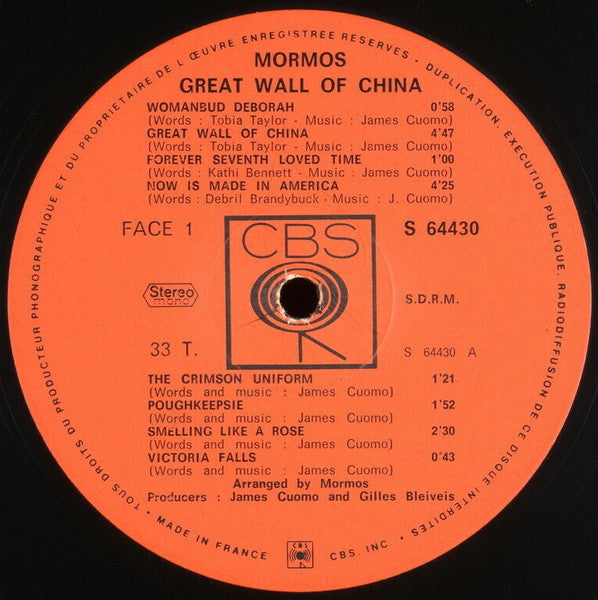 TOUS DROITS DU PRODUCTEUR PHONOGRAPHIQUE ET DU PROPRIETAIRE DE L'ŒUVRE ENREGISTREE RESERVES - DUPLICATION, EXECUTION PUBLIQUE, RADIODIFFUSION DE CE DISQUE INTERDITES
MORMOS
GREAT WALL OF CHINA
WOMANBUD DEBORAH 0'58
(Words : Tobia Taylor - Music : James Cuomo)
GREAT WALL OF CHINA 4'47
(Words : Tobia Taylor - Music : James Cuomo)
FOREVER SEVENTH LOVED TIME 1'00
(Words : Kathi Bennett - Music : James Cuomo)
NOW IS MADE IN AMERICA 4'25
(Words : Debril Brandybuck - Music : J. Cuomo)
FACE 1 CBS S 64430
Stereo
mono
S.D.R.M.
33 T. S 64430 A
THE CRIMSON UNIFORM 1'21
(Words and music : James Cuomo)
POUGHKEEPSIE 1'52
(Words and music : James Cuomo)
SMELLING LIKE A ROSE 2'30
(Words and music : James Cuomo)
VICTORIA FALLS 0'43
(Words and music : James Cuomo)
Arranged by Mormos
Producers : James Cuomo and Gilles Bleiveis
• MADE IN FRANCE CBS CBS. INC. •